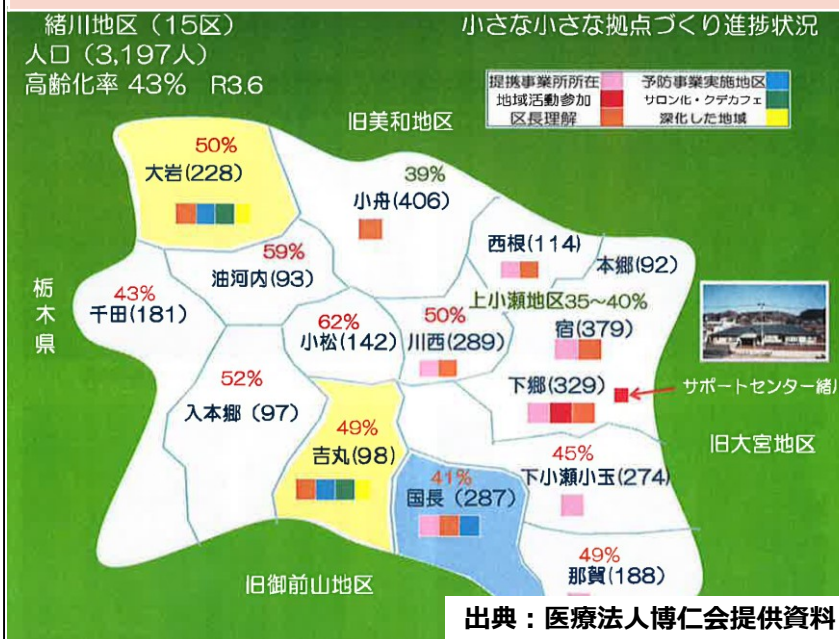 緒川地区（15区）
人口（3,197人）
高齢化率 43%　R3.6
小さな小さな拠点づくり進捗状況
提携事業所所在　予防事業実施地区
地域活動参加　サロン化・クデカフェ
区長理解　深化した地域
旧美和地区
50%
大岩(228)
39%
小舟(406)
西根(114)
本郷(92)
59%
油河内(93)
栃木県
43%
千田(181)
上小瀬地区35～40%
62%
小松(142)
50%
川西(289)
宿(379)
下郷(329)
サポートセンター緒川
52%
入本郷（97）
旧大宮地区
49%
吉丸(98)
45%
下小瀬小玉(274)
41%
国長（287）
49%
那賀(188)
旧御前山地区
出典：医療法人博仁会提供資料